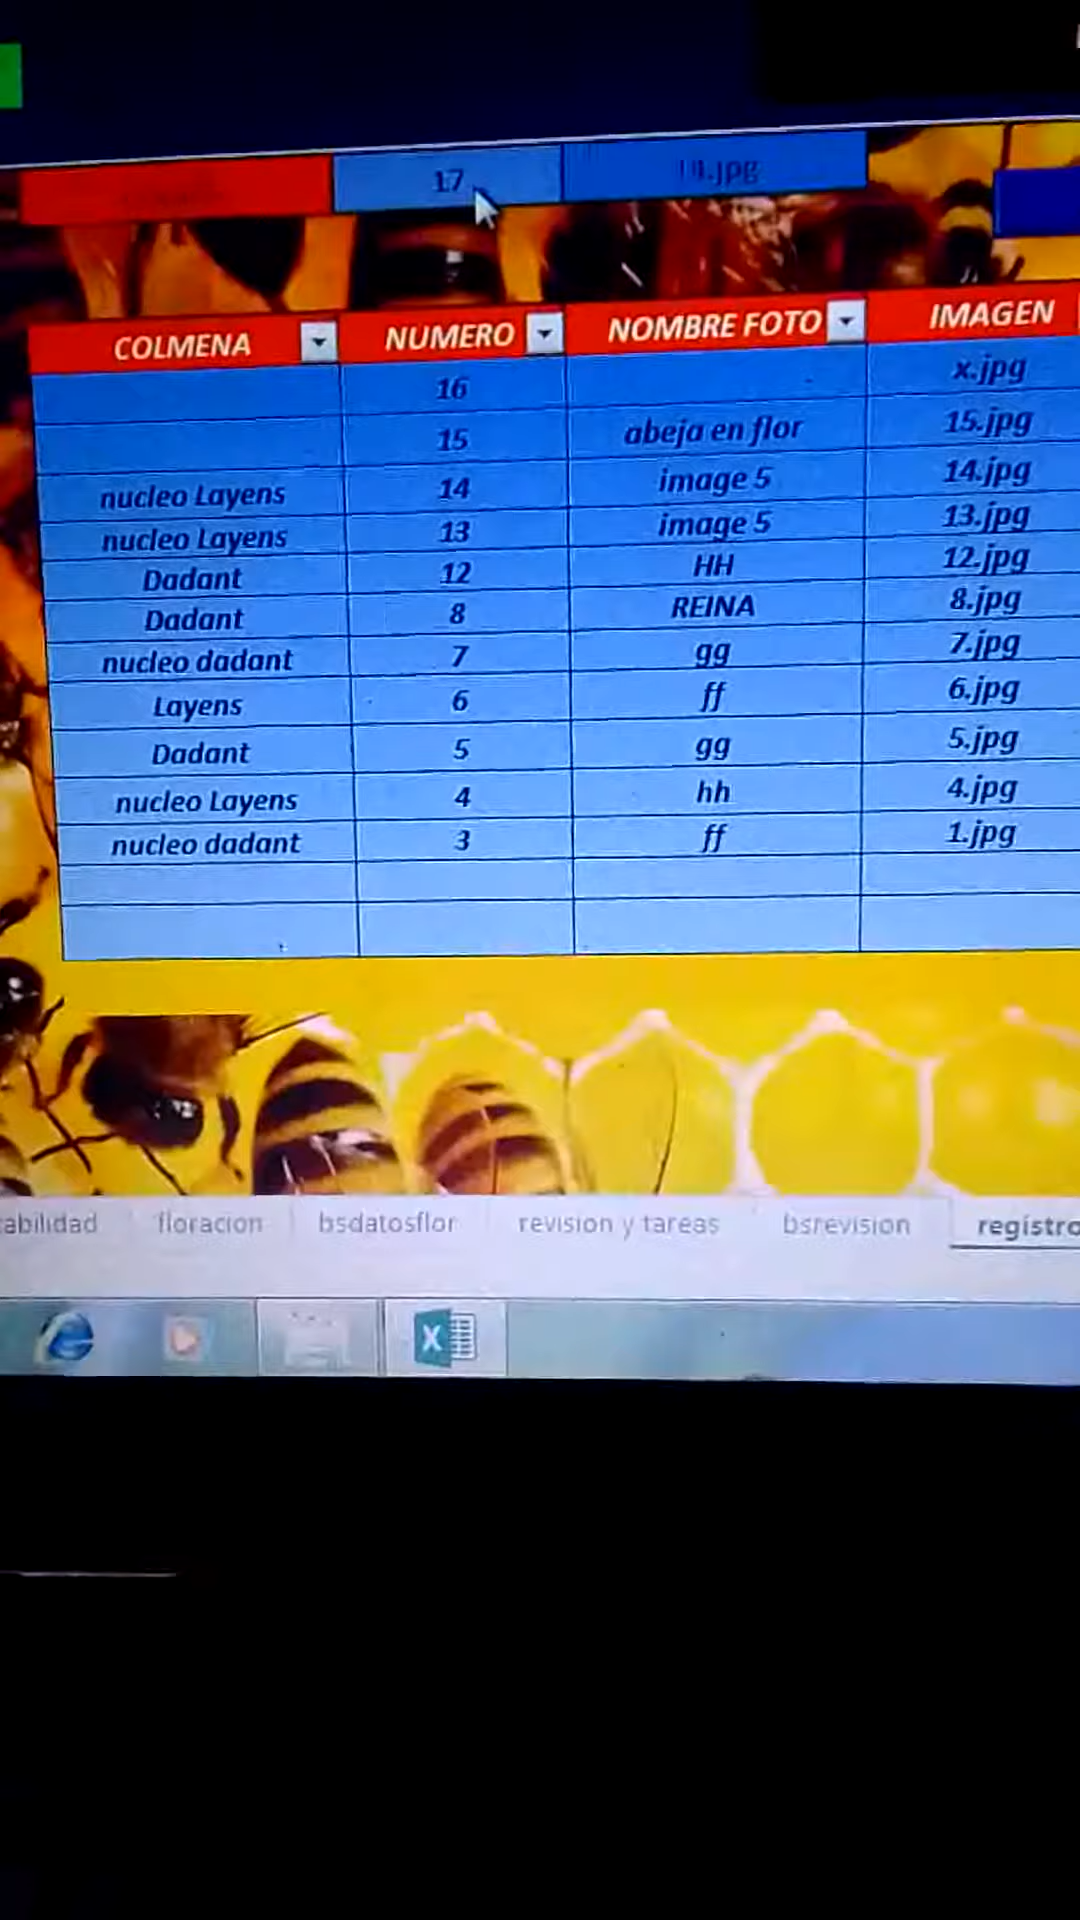 17
COLMENA NUMERO NOMBRE FOTO IMAGEN
16 x.jpg
15 abeja en flor 15.jpg
nucleo Layens 14 image 5 14.jpg
nucleo Layens 13 image 5 13.jpg
Dadant 12 HH 12.jpg
Dadant 8 REINA 8.jpg
nucleo dadant 7 gg 7.jpg
Layens 6 ff 6.jpg
Dadant 5 gg 5.jpg
nucleo Layens 4 hh 4.jpg
nucleo dadant 3 ff 1.jpg
abilidad floracion bsdatosflor revision y tareas bsrevision registro